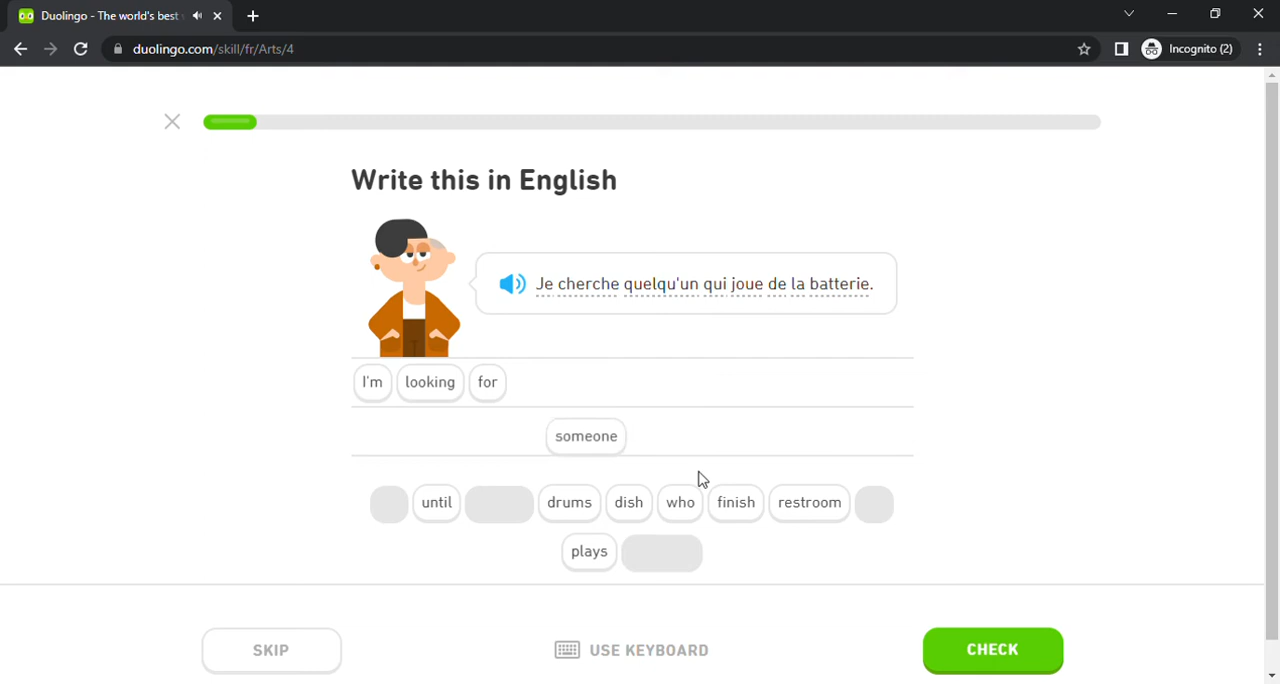 Duolingo - The world's best
duolingo.com/skill/fr/Arts/4
Incognito (2)
Write this in English
Je cherche quelqu'un qui joue de la batterie.
I'm looking for
someone
until drums dish who finish restroom
plays
SKIP
USE KEYBOARD
CHECK